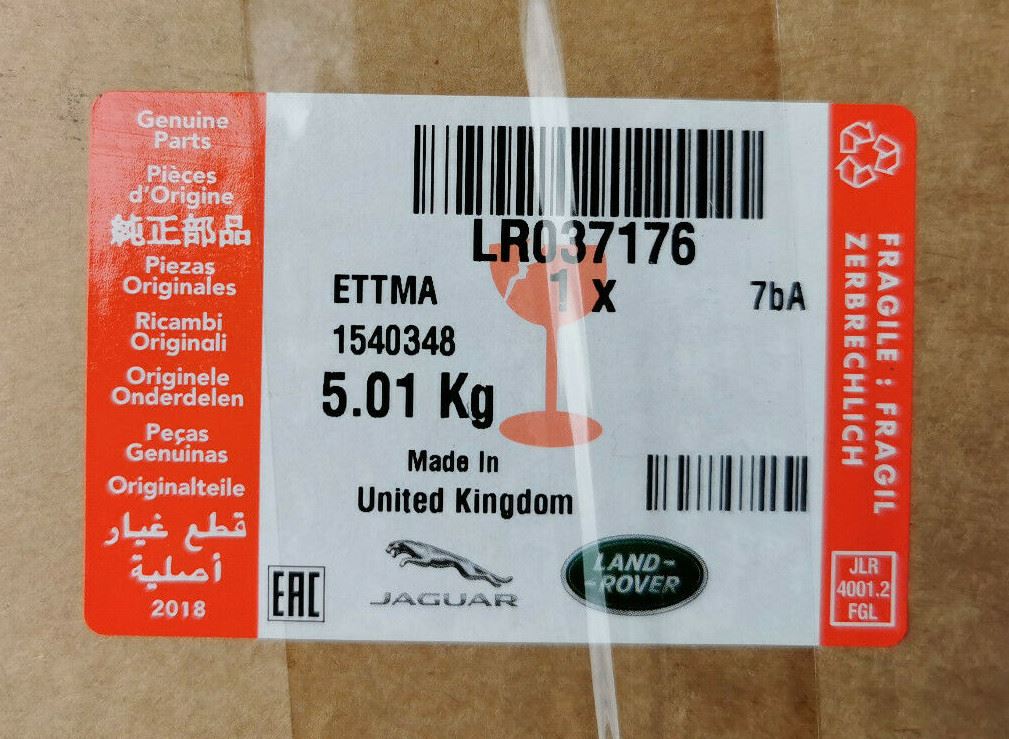 Genuine
Parts
Pièces
d'Origine
純正部品
Piezas
Originales
Ricambi
Originali
Originele
Onderdelen
Peças
Genuínas
Originalteile
قطع غيار
أصلية
2018
LR037176
ETTMA
1 X
7bA
1540348
5.01 Kg
Made In
United Kingdom
EAC
JAGUAR
LAND-
-ROVER
FRAGILE : FRAGIL
ZERBRECHLICH
JLR
4001.2
FGL